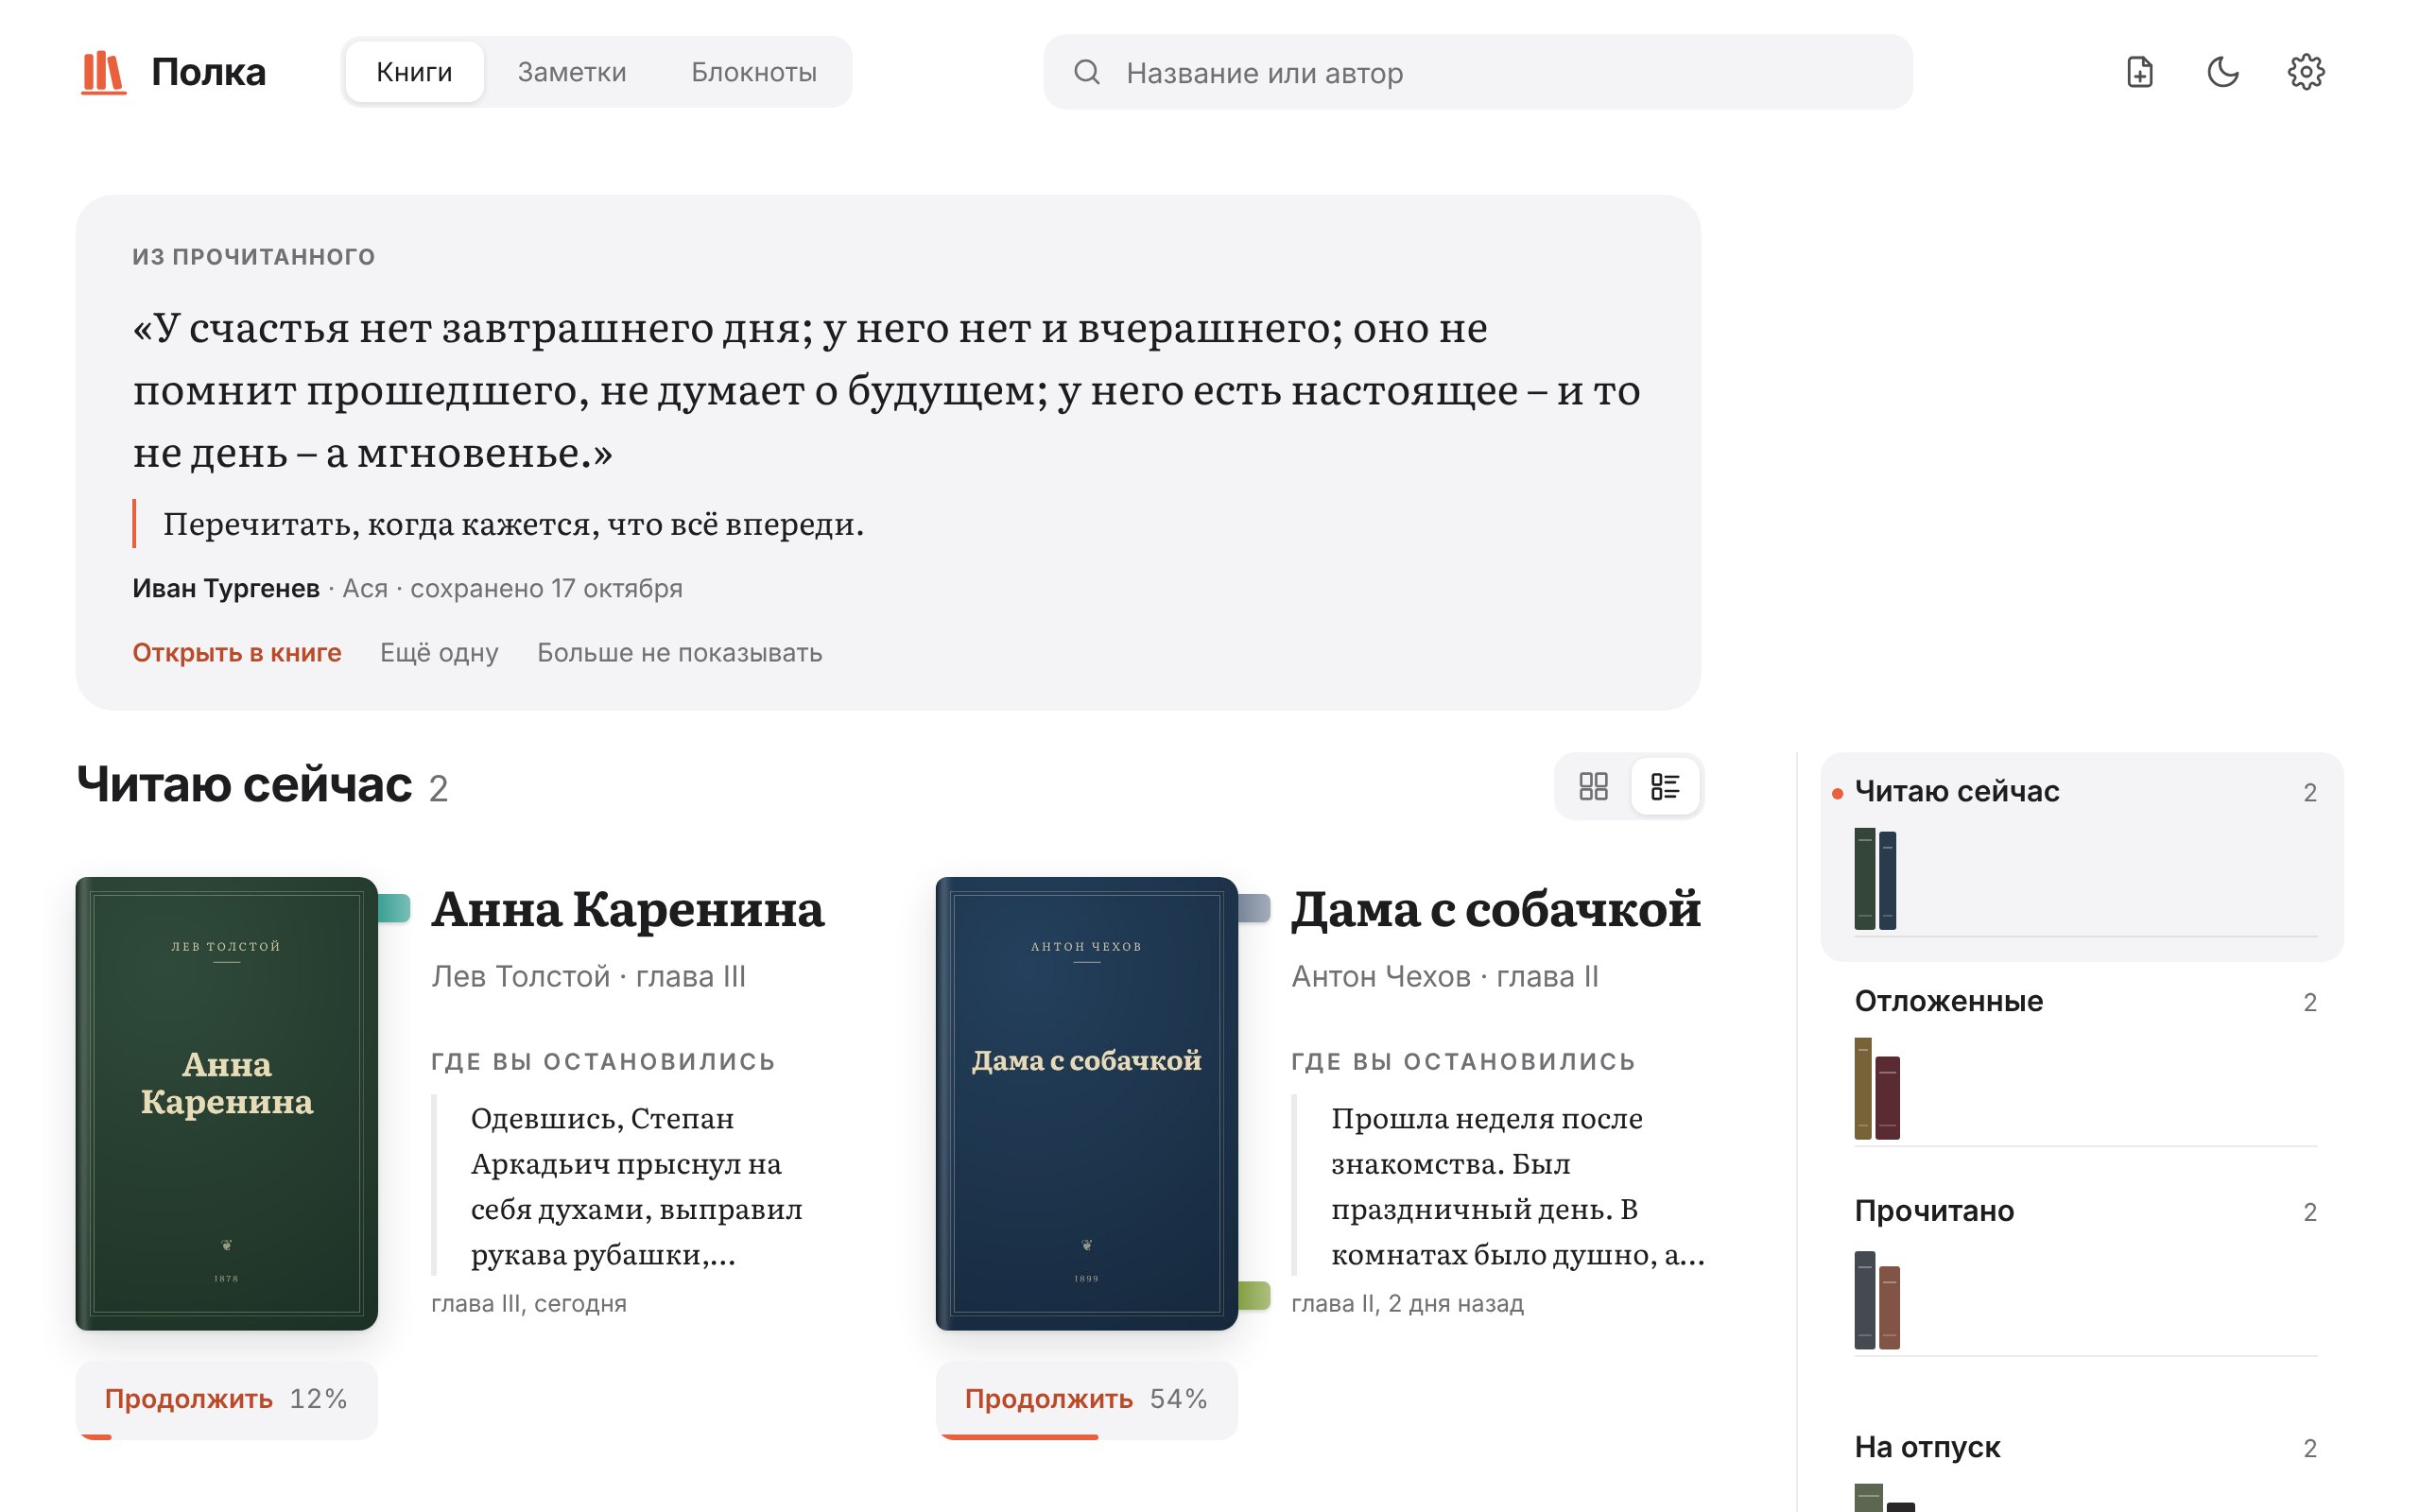 Полка
Книги
Заметки
Блокноты
Название или автор
ИЗ ПРОЧИТАННОГО
«У счастья нет завтрашнего дня; у него нет и вчерашнего; оно не
помнит прошедшего, не думает о будущем; у него есть настоящее – и то
не день – а мгновенье.»
Перечитать, когда кажется, что всё впереди.
Иван Тургенев · Ася · сохранено 17 октября
Открыть в книге
Ещё одну
Больше не показывать
Читаю сейчас 2
ЛЕВ ТОЛСТОЙ
Анна
Каренина
1878
Анна Каренина
Лев Толстой · глава III
ГДЕ ВЫ ОСТАНОВИЛИСЬ
Одевшись, Степан
Аркадьич прыснул на
себя духами, выправил
рукава рубашки,...
глава III, сегодня
Продолжить 12%
АНТОН ЧЕХОВ
Дама с собачкой
1899
Дама с собачкой
Антон Чехов · глава II
ГДЕ ВЫ ОСТАНОВИЛИСЬ
Прошла неделя после
знакомства. Был
праздничный день. В
комнатах было душно, а...
глава II, 2 дня назад
Продолжить 54%
Читаю сейчас 2
Отложенные 2
Прочитано 2
На отпуск 2